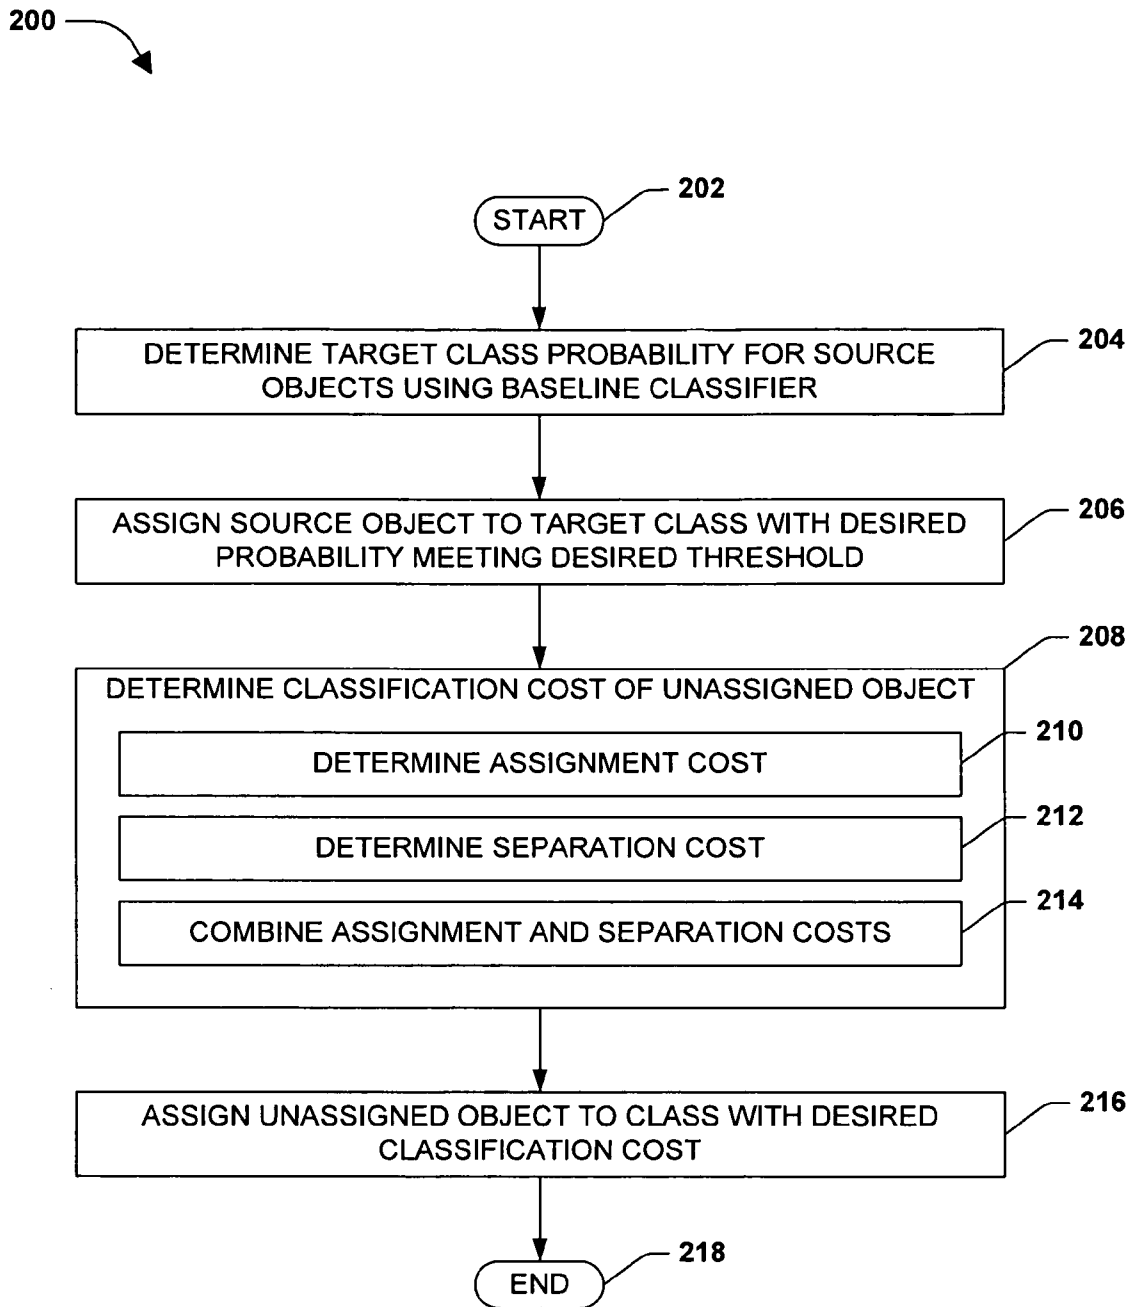 200
202
START
204
DETERMINE TARGET CLASS PROBABILITY FOR SOURCE
OBJECTS USING BASELINE CLASSIFIER
206
ASSIGN SOURCE OBJECT TO TARGET CLASS WITH DESIRED
PROBABILITY MEETING DESIRED THRESHOLD
208
DETERMINE CLASSIFICATION COST OF UNASSIGNED OBJECT
210
DETERMINE ASSIGNMENT COST
212
DETERMINE SEPARATION COST
214
COMBINE ASSIGNMENT AND SEPARATION COSTS
216
ASSIGN UNASSIGNED OBJECT TO CLASS WITH DESIRED
CLASSIFICATION COST
218
END